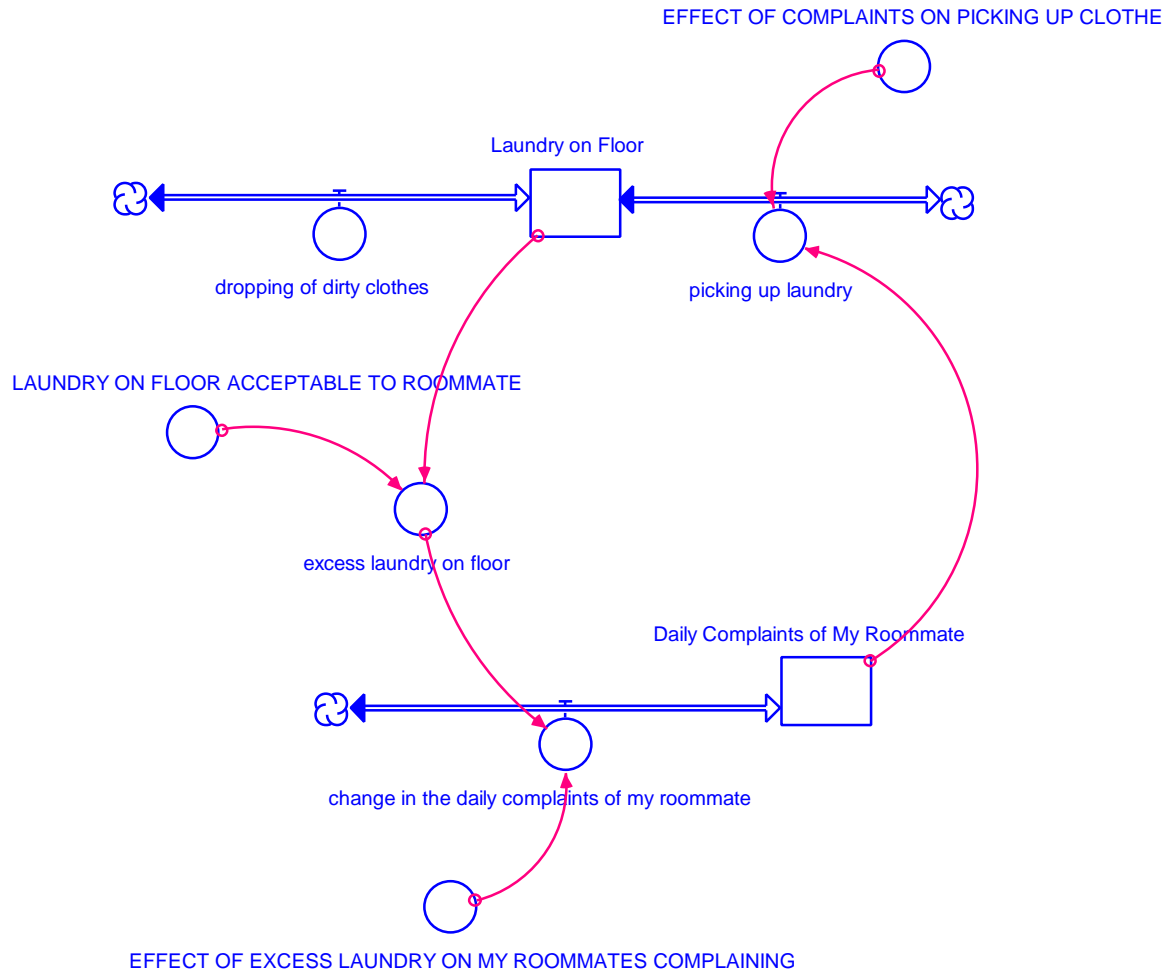 EFFECT OF COMPLAINTS ON PICKING UP CLOTHE
Laundry on Floor
dropping of dirty clothes
picking up laundry
LAUNDRY ON FLOOR ACCEPTABLE TO ROOMMATE
excess laundry on floor
Daily Complaints of My Roommate
change in the daily complaints of my roommate
EFFECT OF EXCESS LAUNDRY ON MY ROOMMATES COMPLAINING